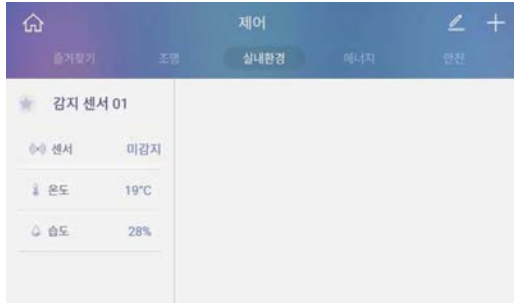 제어
즐겨찾기 조명 실내환경 에너지 안전
감지 센서 01
센서 미감지
온도 19°C
습도 28%